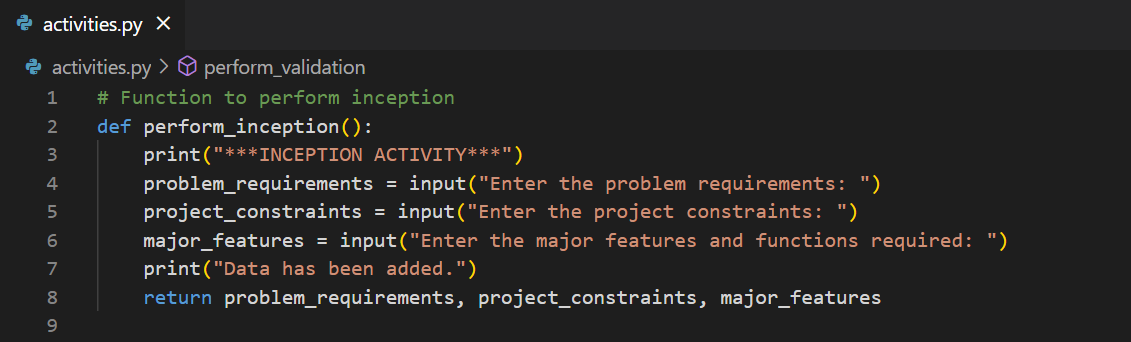 activities.py ×
activities.py > perform_validation
1 # Function to perform inception
2 def perform_inception():
3     print("***INCEPTION ACTIVITY***")
4     problem_requirements = input("Enter the problem requirements: ")
5     project_constraints = input("Enter the project constraints: ")
6     major_features = input("Enter the major features and functions required: ")
7     print("Data has been added.")
8     return problem_requirements, project_constraints, major_features
9